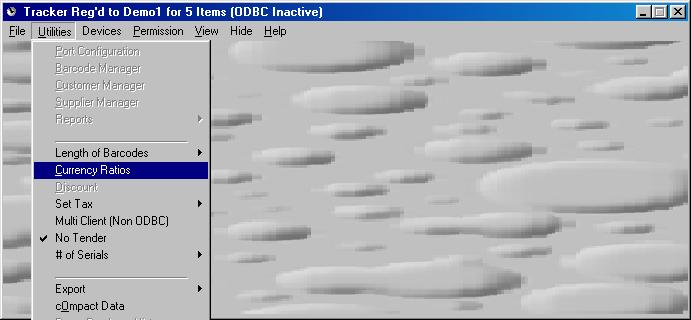 Tracker Reg'd to Demo1 for 5 Items (ODBC Inactive)
File Utilities Devices Permission View Hide Help
Port Configuration
Barcode Manager
Customer Manager
Supplier Manager
Reports
Length of Barcodes
Currency Ratios
Discount
Set Tax
Multi Client (Non ODBC)
No Tender
# of Serials
Export
cOmpact Data